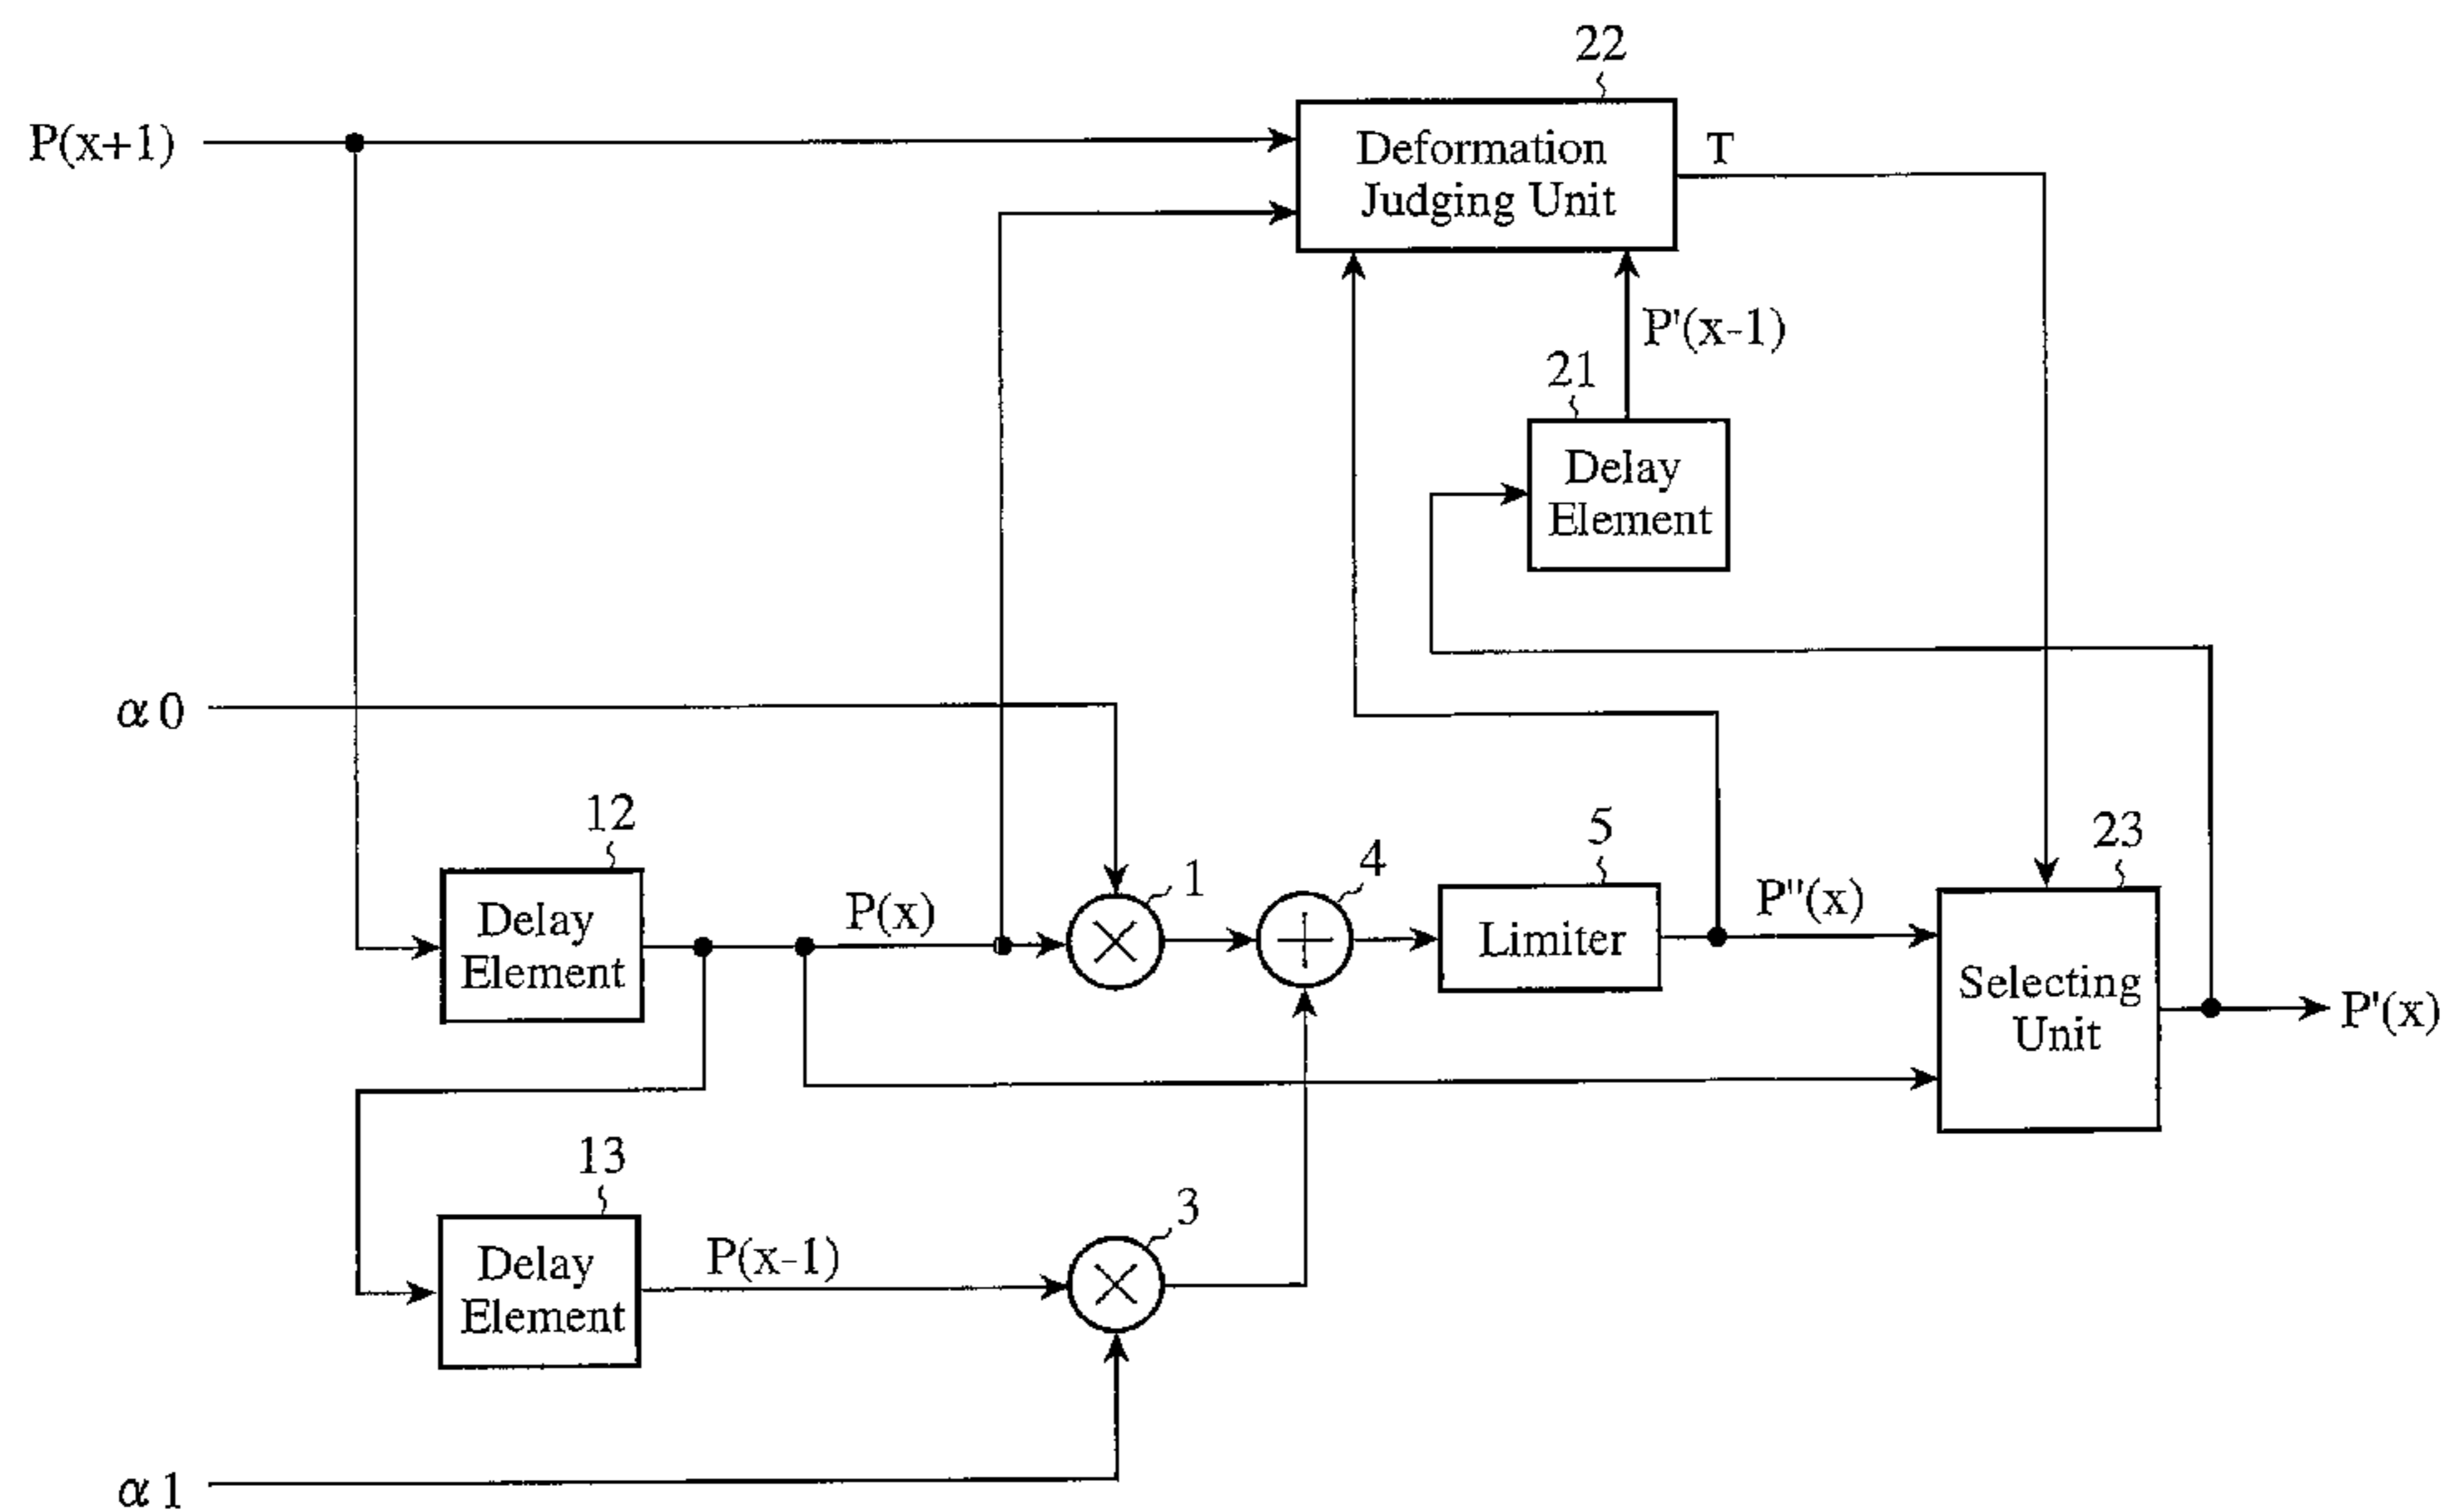 22
P(x+1)
Deformation
Judging Unit
T
P'(x-1)
21
Delay
Element
α0
12
Delay
Element
P(x)
1
4
5
Limiter
P"(x)
23
Selecting
Unit
P'(x)
13
Delay
Element
P(x-1)
3
α1